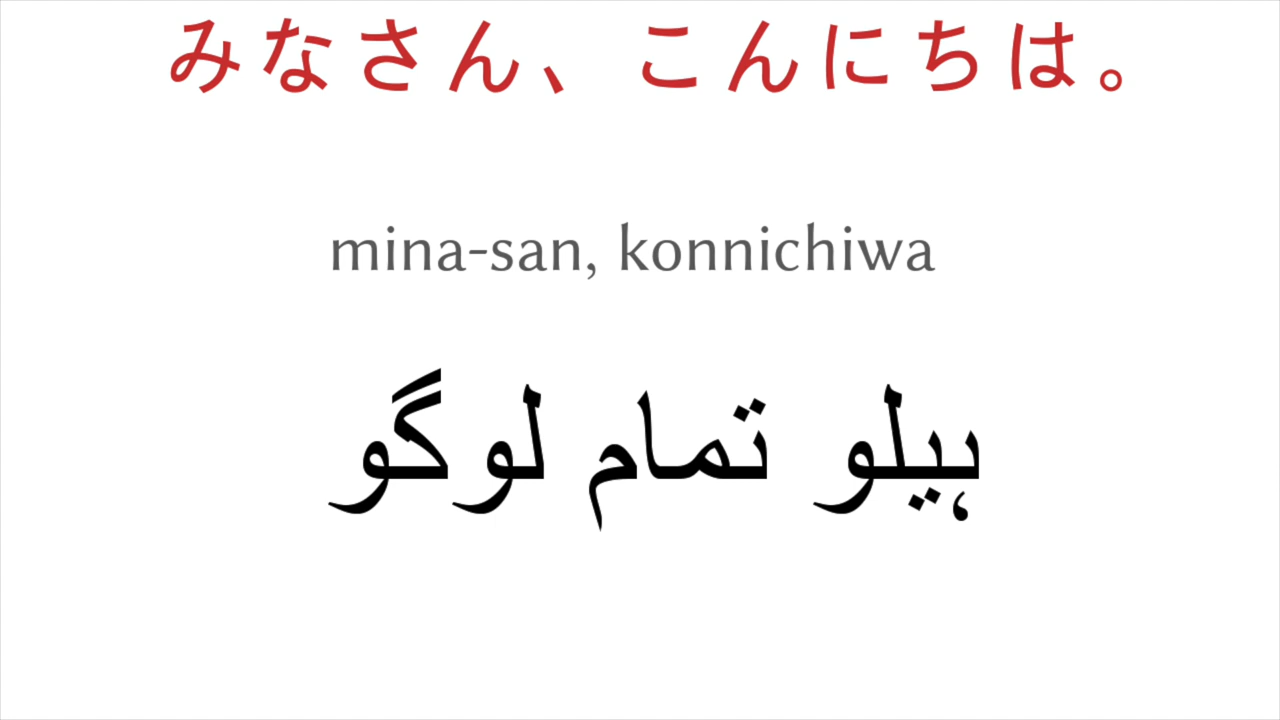 みなさん、こんにちは。
mina-san, konnichiwa
ہیلو تمام لوگو